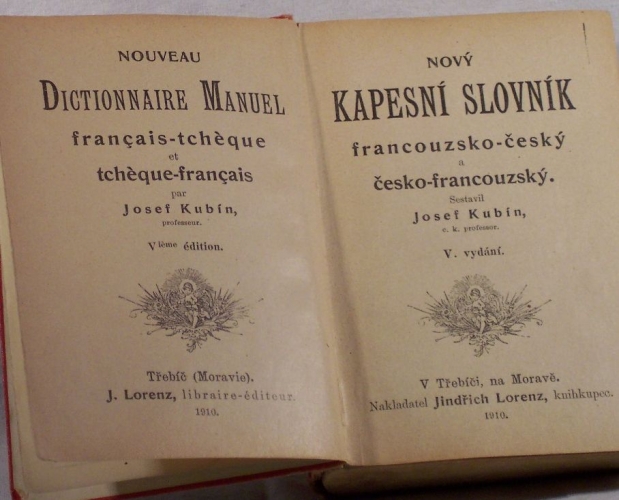 NOUVEAU
DICTIONNAIRE MANUEL
français-tchèque
et
tchèque-français
par
Josef Kubín,
professeur.
Vième édition.
Třebíč (Moravie).
J. Lorenz, libraire-éditeur.
1910.
NOVÝ
KAPESNÍ SLOVNÍK
francouzsko-český
a
česko-francouzský.
Sestavil
Josef Kubín,
c. k. professor.
V. vydání.
V Třebíči, na Moravě.
Nakladatel Jindřich Lorenz, knihkupec.
1910.